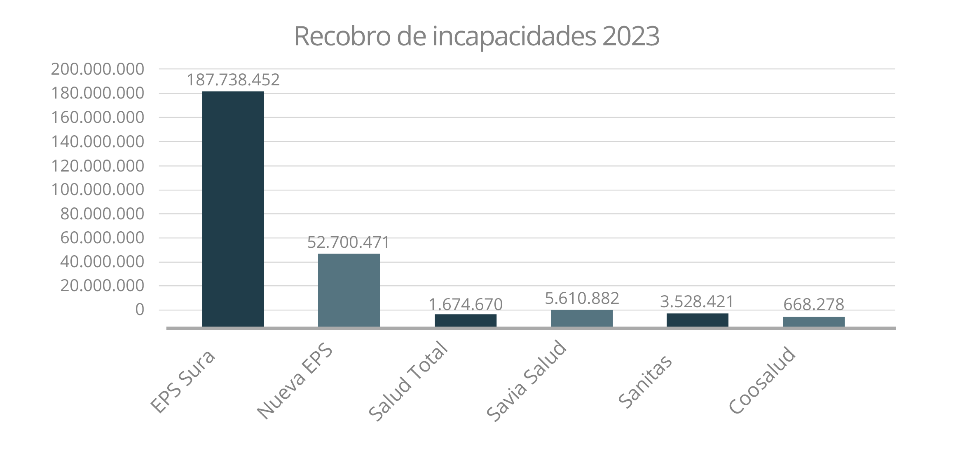 Recobro de incapacidades 2023
200.000.000
180.000.000
160.000.000
140.000.000
120.000.000
100.000.000
80.000.000
60.000.000
40.000.000
20.000.000
0
187.738.452
52.700.471
1.674.670
5.610.882
3.528.421
668.278
EPS Sura
Nueva EPS
Salud Total
Savia Salud
Sanitas
Coosalud